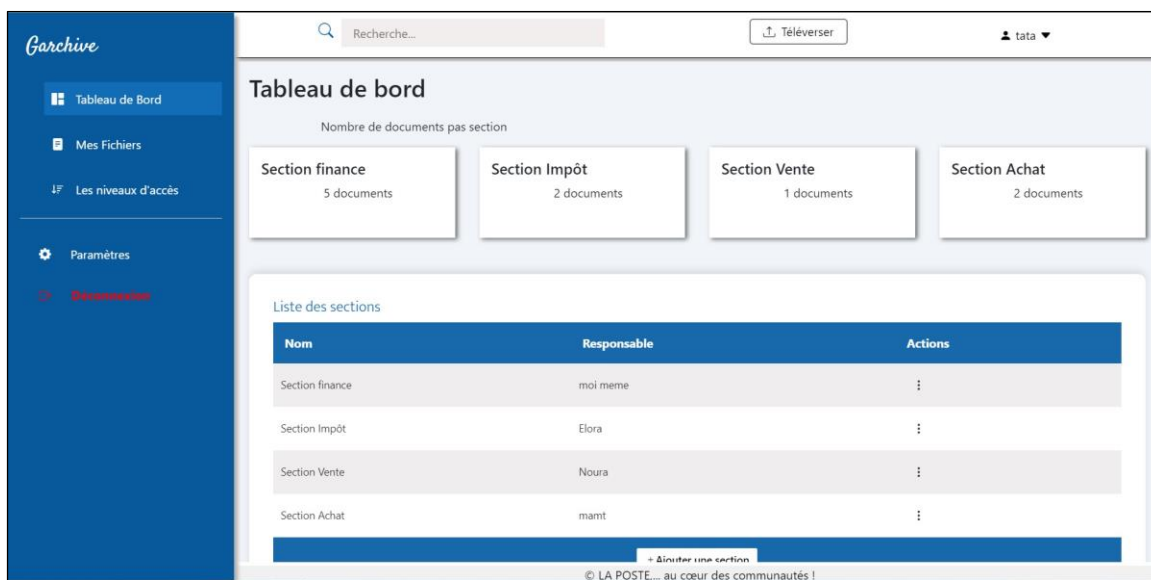 Garchive
Recherche...
Téléverser
tata
Tableau de Bord
Mes Fichiers
Les niveaux d'accès
Paramètres
Déconnexion
Tableau de bord
Nombre de documents pas section
Section finance
5 documents
Section Impôt
2 documents
Section Vente
1 documents
Section Achat
2 documents
Liste des sections
Nom Responsable Actions
Section finance moi meme
Section Impôt Elora
Section Vente Noura
Section Achat mamt
+ Ajouter une section
© LA POSTE... au cœur des communautés !